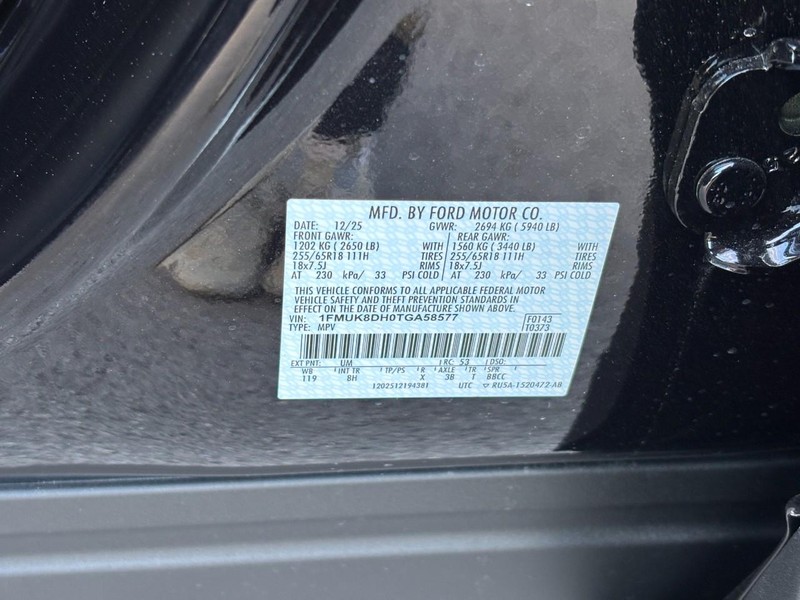 MFD. BY FORD MOTOR CO.
DATE: 12/25 GVWR: 2694 KG ( 5940 LB)
FRONT GAWR: REAR GAWR:
1202 KG ( 2650 LB) WITH 1560 KG ( 3440 LB) WITH
255/65R18 111H TIRES 255/65R18 111H TIRES
18x7.5J RIMS 18x7.5J RIMS
AT 230 kPa/ 33 PSI COLD AT 230 kPa/ 33 PSI COLD
THIS VEHICLE CONFORMS TO ALL APPLICABLE FEDERAL MOTOR
VEHICLE SAFETY AND THEFT PREVENTION STANDARDS IN
EFFECT ON THE DATE OF MANUFACTURE SHOWN ABOVE.
VIN: 1FMUK8DH0TGA58577 F0143
TYPE: MPV T0373
EXT PNT: UM RC: 53 DSO:
WB INT TR TP/PS R AXLE TR SPR
119 8H X 3B T BBCC
1202512194381 UTC RU5A-1520472-AB